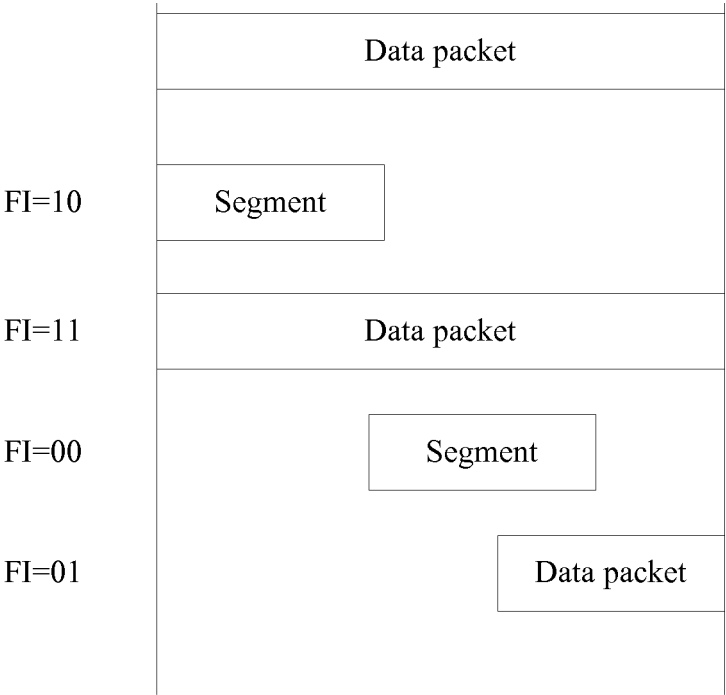 Data packet
FI=10 Segment
FI=11 Data packet
FI=00 Segment
FI=01 Data packet